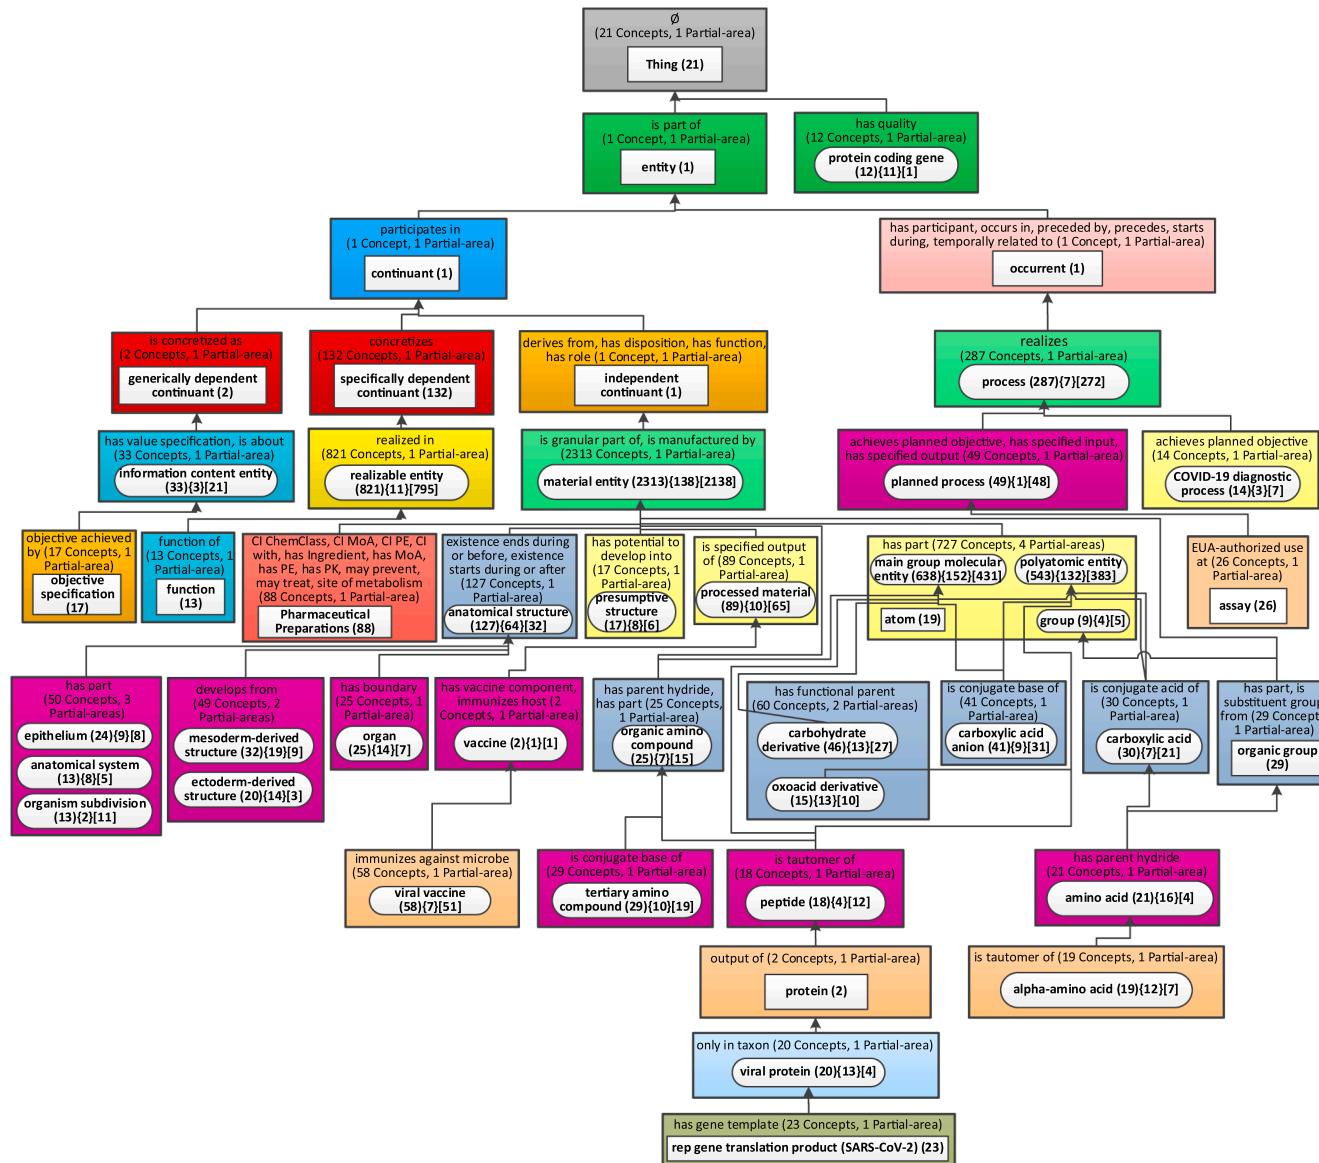 Ø
(21 Concepts, 1 Partial-area)
Thing (21)
is part of
(1 Concept, 1 Partial-area)
entity (1)
has quality
(12 Concepts, 1 Partial-area)
protein coding gene
(12){11}[1]
participates in
(1 Concept, 1 Partial-area)
continuant (1)
has participant, occurs in, preceded by, precedes, starts
during, temporally related to (1 Concept, 1 Partial-area)
occurrent (1)
is concretized as
(2 Concepts, 1 Partial-area)
generically dependent
continuant (2)
concretizes
(132 Concepts, 1 Partial-area)
specifically dependent
continuant (132)
derives from, has disposition, has function,
has role (1 Concept, 1 Partial-area)
independent
continuant (1)
realizes
(287 Concepts, 1 Partial-area)
process (287){7}[272]
has value specification, is about
(33 Concepts, 1 Partial-area)
information content entity
(33){3}[21]
realized in
(821 Concepts, 1 Partial-area)
realizable entity
(821){11}[795]
is granular part of, is manufactured by
(2313 Concepts, 1 Partial-area)
material entity (2313){138}[2138]
achieves planned objective, has specified input,
has specified output (49 Concepts, 1 Partial-area)
planned process (49){1}[48]
achieves planned objective
(14 Concepts, 1 Partial-area)
COVID-19 diagnostic
process (14){3}[7]
objective achieved
by (17 Concepts, 1
Partial-area)
objective
specification
(17)
function of
(13 Concepts, 1
Partial-area)
function
(13)
CI ChemClass, CI MoA, CI PE, CI
with, has Ingredient, has MoA,
has PE, has PK, may prevent,
may treat, site of metabolism
(88 Concepts, 1 Partial-area)
Pharmaceutical
Preparations (88)
existence ends during
or before, existence
starts during or after
(127 Concepts, 1
Partial-area)
anatomical structure
(127){64}[32]
has potential to
develop into
(17 Concepts, 1
Partial-area)
presumptive
structure
(17){8}[6]
is specified output
of (89 Concepts, 1
Partial-area)
processed material
(89){10}[65]
has part (727 Concepts, 4 Partial-areas)
main group molecular
entity (638){152}[431]
polyatomic entity
(543){132}[383]
atom (19)
group (9){4}[5]
EUA-authorized use
at (26 Concepts, 1
Partial-area)
assay (26)
has part
(50 Concepts, 3
Partial-areas)
epithelium (24){9}[8]
anatomical system
(13){8}[5]
organism subdivision
(13){2}[11]
develops from
(49 Concepts, 2
Partial-areas)
mesoderm-derived
structure (32){19}[9]
ectoderm-derived
structure (20){14}[3]
has boundary
(25 Concepts, 1
Partial-area)
organ
(25){14}[7]
has vaccine component,
immunizes host (2
Concepts, 1 Partial-area)
vaccine (2){1}[1]
has parent hydride,
has part (25 Concepts,
1 Partial-area)
organic amino
compound
(25){7}[15]
has functional parent
(60 Concepts, 2 Partial-areas)
carbohydrate
derivative (46){13}[27]
oxoacid derivative
(15){13}[10]
is conjugate base of
(41 Concepts, 1
Partial-area)
carboxylic acid
anion (41){9}[31]
is conjugate acid of
(30 Concepts, 1
Partial-area)
carboxylic acid
(30){7}[21]
has part, is
substituent group
from (29 Concepts,
1 Partial-area)
organic group
(29)
immunizes against microbe
(58 Concepts, 1 Partial-area)
viral vaccine
(58){7}[51]
is conjugate base of
(29 Concepts, 1 Partial-area)
tertiary amino
compound (29){10}[19]
is tautomer of
(18 Concepts, 1 Partial-area)
peptide (18){4}[12]
has parent hydride
(21 Concepts, 1 Partial-area)
amino acid (21){16}[4]
output of (2 Concepts, 1 Partial-area)
protein (2)
is tautomer of (19 Concepts, 1 Partial-area)
alpha-amino acid (19){12}[7]
only in taxon (20 Concepts, 1 Partial-area)
viral protein (20){13}[4]
has gene template (23 Concepts, 1 Partial-area)
rep gene translation product (SARS-CoV-2) (23)